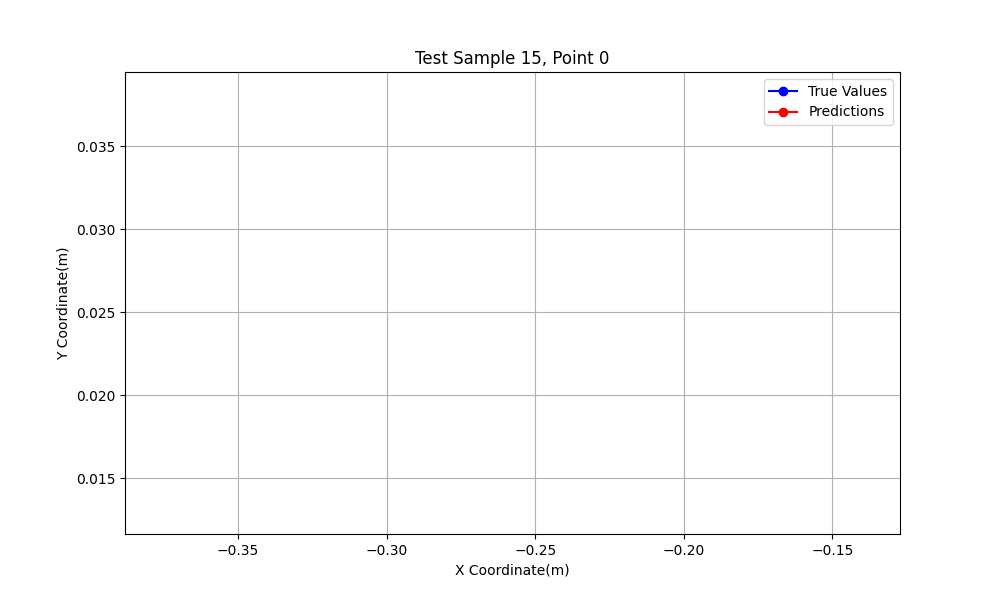 Test Sample 15, Point 0
True Values
Predictions
Y Coordinate(m)
0.035
0.030
0.025
0.020
0.015
−0.35
−0.30
−0.25
−0.20
−0.15
X Coordinate(m)